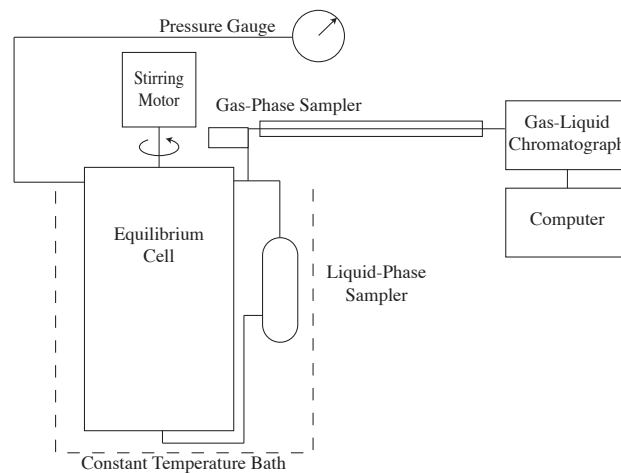 Pressure Gauge
Stirring
Motor
Gas-Phase Sampler
Gas-Liquid
Chromatograph
Computer
Equilibrium
Cell
Liquid-Phase
Sampler
Constant Temperature Bath